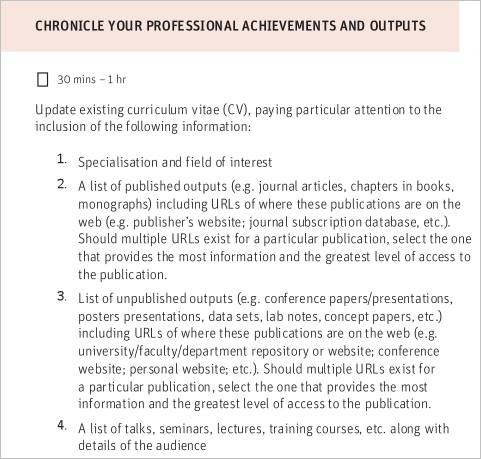 CHRONICLE YOUR PROFESSIONAL ACHIEVEMENTS AND OUTPUTS
30 mins – 1 hr
Update existing curriculum vitae (CV), paying particular attention to the
inclusion of the following information:
1. Specialisation and field of interest
2. A list of published outputs (e.g. journal articles, chapters in books,
monographs) including URLs of where these publications are on the
web (e.g. publisher's website; journal subscription database, etc.).
Should multiple URLs exist for a particular publication, select the one
that provides the most information and the greatest level of access to
the publication.
3. List of unpublished outputs (e.g. conference papers/presentations,
posters presentations, data sets, lab notes, concept papers, etc.)
including URLs of where these publications are on the web (e.g.
university/faculty/department repository or website; conference
website; personal website; etc.). Should multiple URLs exist for
a particular publication, select the one that provides the most
information and the greatest level of access to the publication.
4. A list of talks, seminars, lectures, training courses, etc. along with
details of the audience